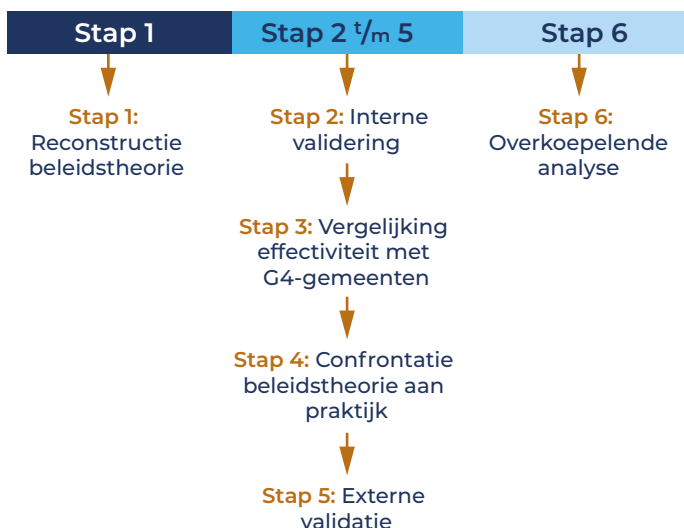 Stap 1
Stap 2 t/m 5
Stap 6
Stap 1:
Reconstructie
beleidstheorie
Stap 2: Interne
validering
Stap 3: Vergelijking
effectiviteit met
G4-gemeenten
Stap 4: Confrontatie
beleidstheorie aan
praktijk
Stap 5: Externe
validatie
Stap 6:
Overkoepelende
analyse